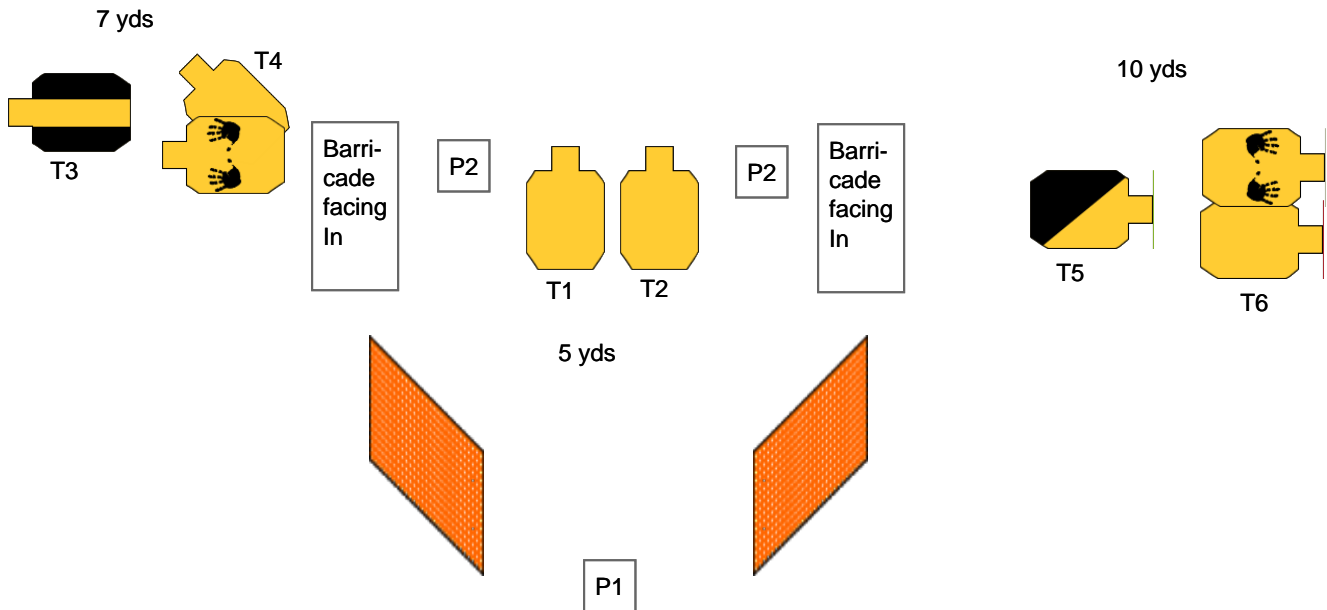 7 yds
T4
10 yds
T3
Barri-
cade
facing
In
P2
P2
Barri-
cade
facing
In
T1
T2
T5
T6
5 yds
P1